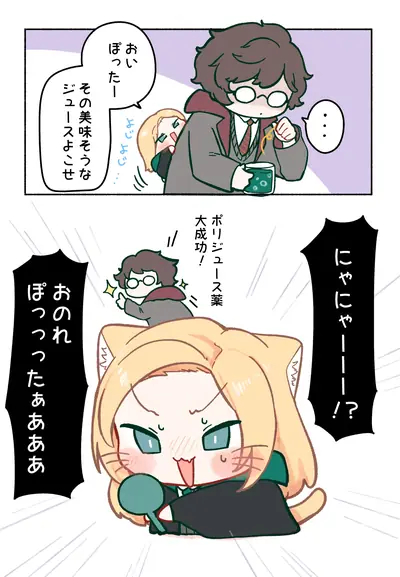 おい
ぽったー
その美味そうな
ジュースよこせ
・・・
よじよじ…
にゃにゃーーー!?
ポリジュース薬
大成功!
おのれ
ぽっっったぁあああ